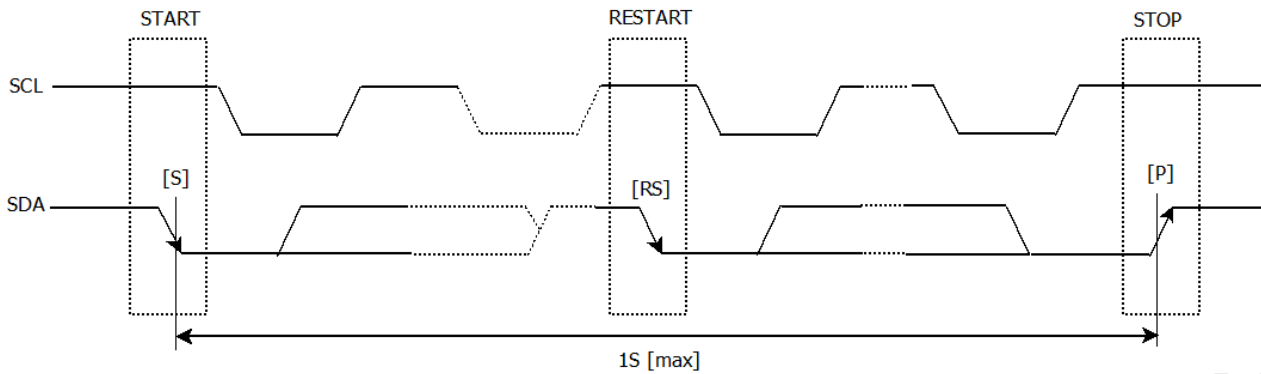 START RESTART STOP
SCL
[S] [RS] [P]
SDA
1S [max]